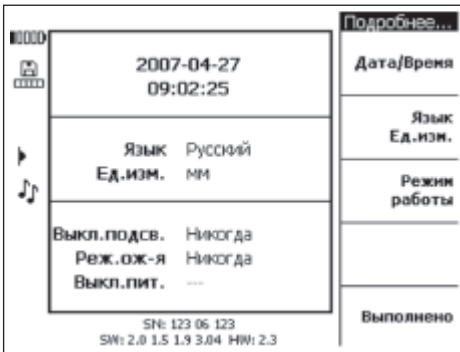 Подробнее...
2007-04-27
09:02:25
Дата/Время
Язык Русский
Ед.изм. мм
Язык
Ед.изм.
Режим
работы
Выкл.подсв. Никогда
Реж.ож-я Никогда
Выкл.пит. ---
Выполнено
SN: 123 06 123
SW: 2.0 1.5 1.9 3.04 HW: 2.3